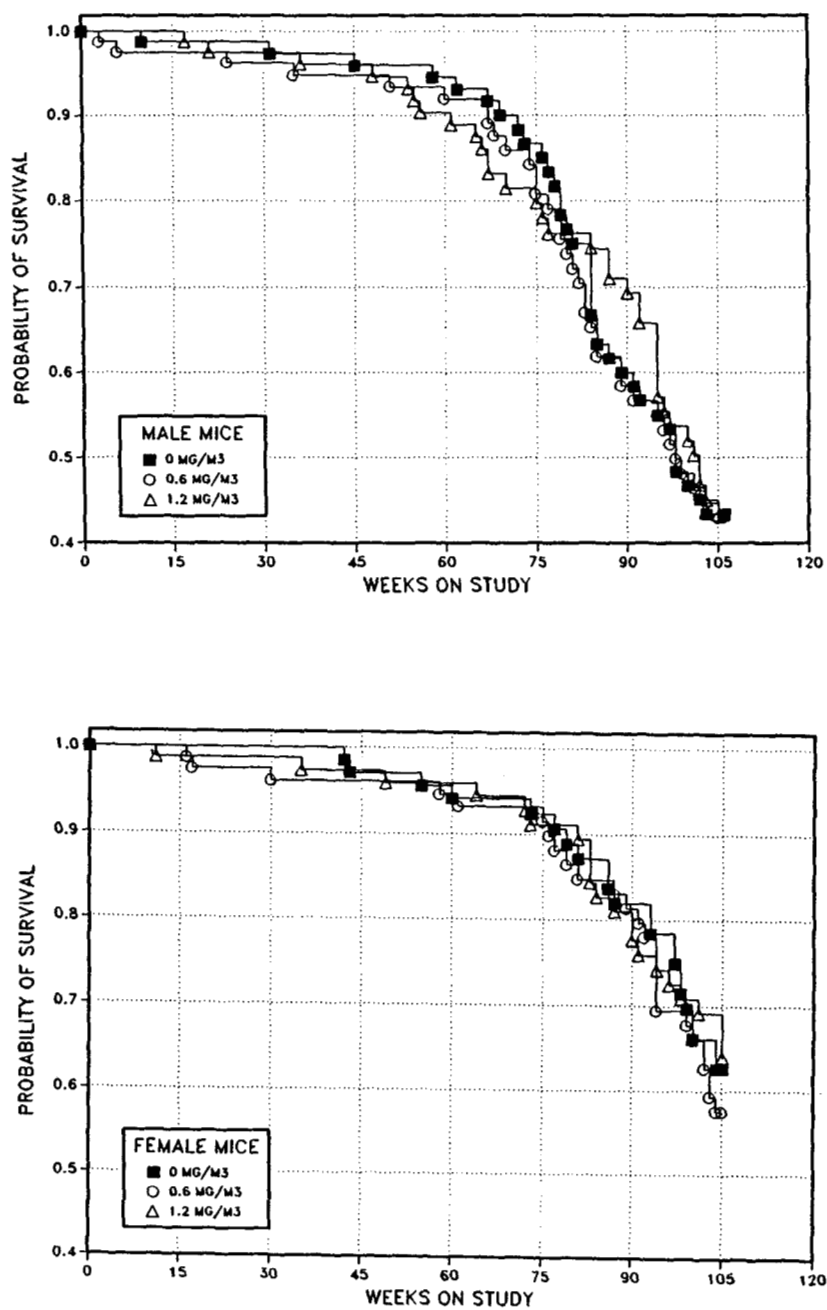 1.0
0.9
0.8
0.7
0.6
0.5
0.4
PROBABILITY OF SURVIVAL
MALE MICE
0 MG/M3
0.6 MG/M3
1.2 MG/M3
0 15 30 45 60 75 90 105 120
WEEKS ON STUDY
1.0
0.9
0.8
0.7
0.6
0.5
0.4
PROBABILITY OF SURVIVAL
FEMALE MICE
0 MG/M3
0.6 MG/M3
1.2 MG/M3
0 15 30 45 60 75 90 105 120
WEEKS ON STUDY